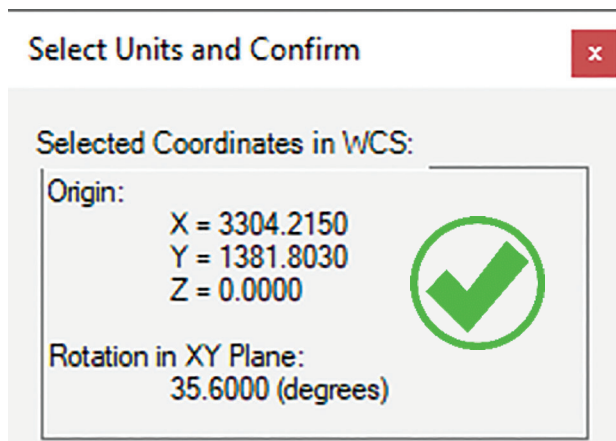 Select Units and Confirm
x
Selected Coordinates in WCS:
Origin:
X = 3304.2150
Y = 1381.8030
Z = 0.0000
Rotation in XY Plane:
35.6000 (degrees)